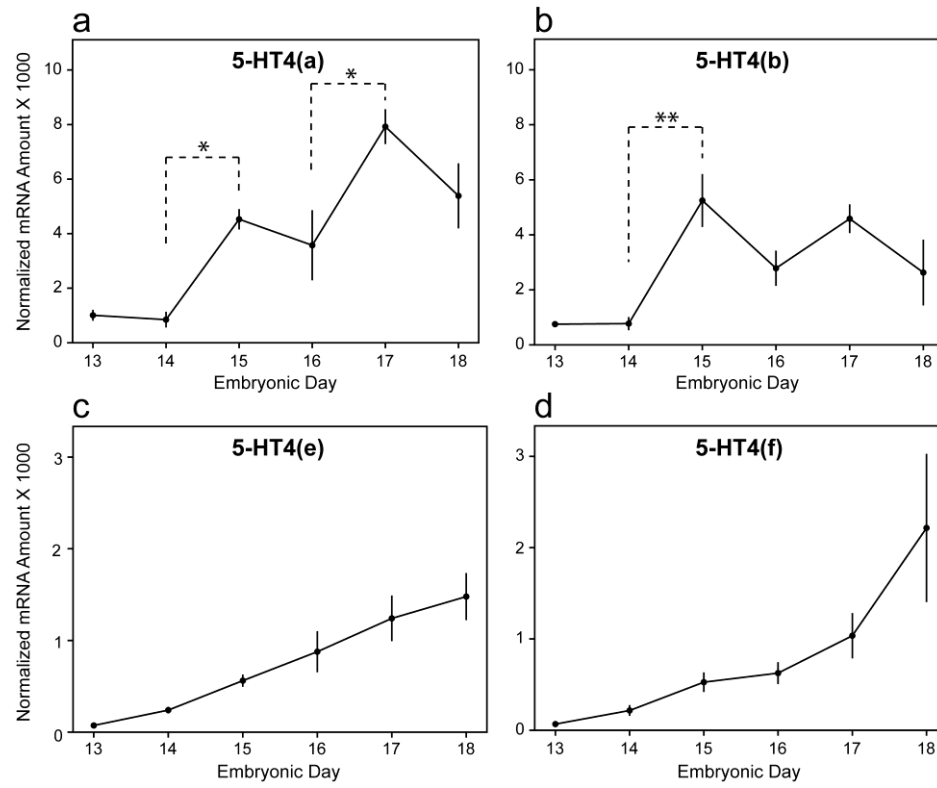 a
5-HT4(a)
Normalized mRNA Amount X 1000
10
8
6
4
2
0
*
*
13 14 15 16 17 18
Embryonic Day
b
5-HT4(b)
10
8
6
4
2
0
**
13 14 15 16 17 18
Embryonic Day
c
5-HT4(e)
Normalized mRNA Amount X 1000
3
2
1
0
13 14 15 16 17 18
Embryonic Day
d
5-HT4(f)
3
2
1
0
13 14 15 16 17 18
Embryonic Day